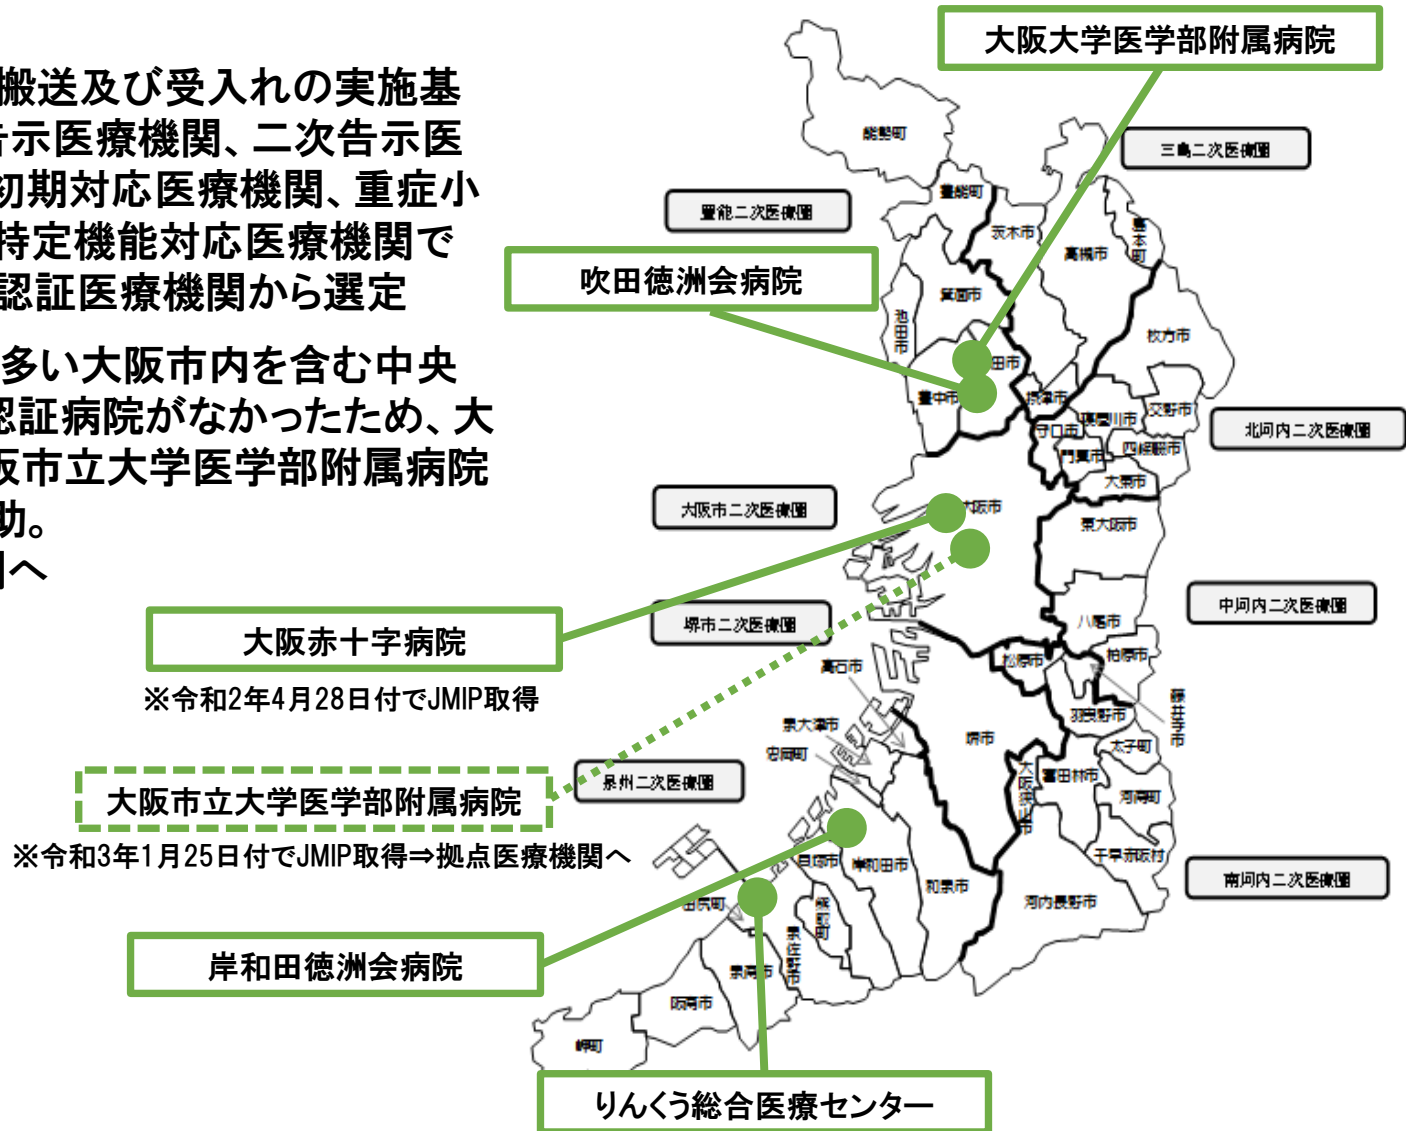 搬送及び受入れの実施基
告示医療機関、二次告示医
初期対応医療機関、重症小
特定機能対応医療機関で
認証医療機関から選定
多い大阪市内を含む中央
認証病院がなかったため、大
阪市立大学医学部附属病院
助。
へ
大阪大学医学部附属病院
吹田徳洲会病院
大阪赤十字病院
※令和2年4月28日付でJMIP取得
大阪市立大学医学部附属病院
※令和3年1月25日付でJMIP取得⇒拠点医療機関へ
岸和田徳洲会病院
りんくう総合医療センター
三島二次医療圏
豊能二次医療圏
北河内二次医療圏
大阪市二次医療圏
中河内二次医療圏
堺市二次医療圏
泉州二次医療圏
南河内二次医療圏
能勢町
豊能町
茨木市
高槻市
島本町
箕面市
池田市
田市
豊中市
摂津市
枚方市
交野市
寝屋川市
守口市
門真市
四條畷市
大東市
大阪市
東大阪市
八尾市
柏原市
松原市
藤井寺市
羽曳野市
太子町
高石市
泉大津市
忠岡町
堺市
大阪狭山市
富田林市
河南町
千早赤阪村
河内長野市
和泉市
岸和田市
貝塚市
熊取町
泉佐野市
田尻町
泉南市
阪南市
岬町